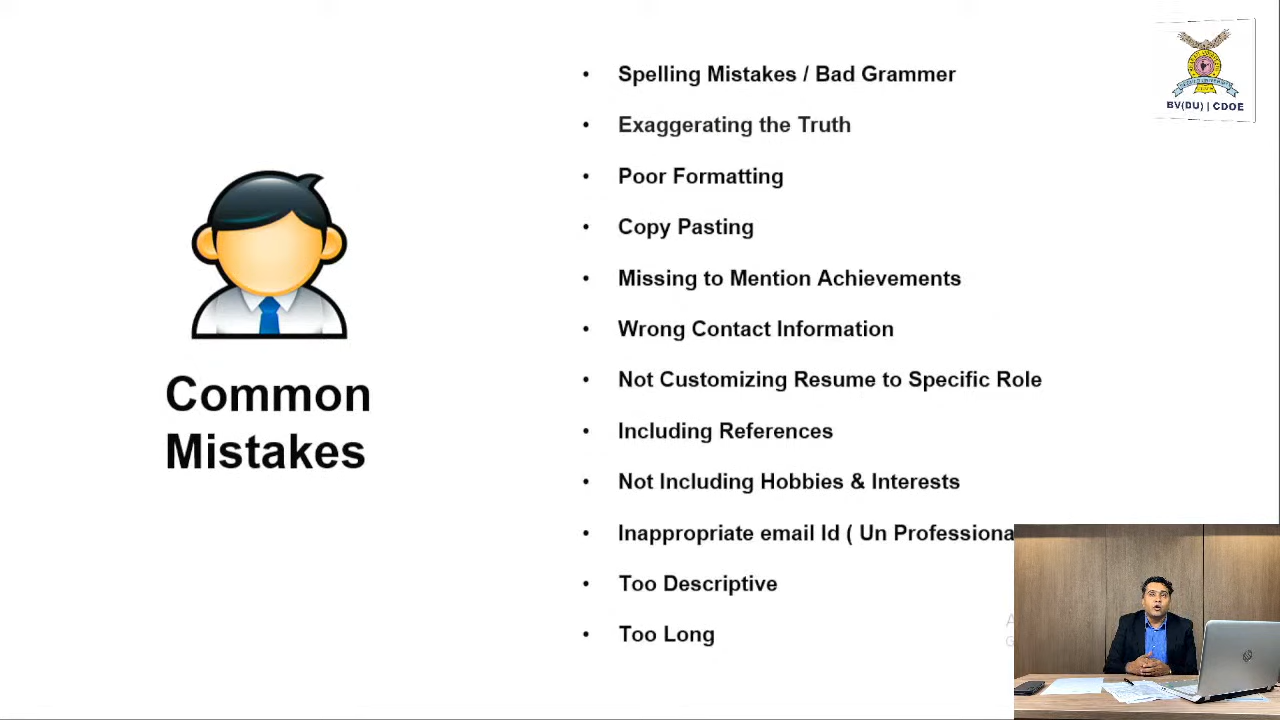 Spelling Mistakes / Bad Grammer
Exaggerating the Truth
Poor Formatting
Copy Pasting
Missing to Mention Achievements
Wrong Contact Information
Not Customizing Resume to Specific Role
Including References
Not Including Hobbies & Interests
Inappropriate email Id ( Un Professiona
Too Descriptive
Too Long
Common
Mistakes
BV(DU) | CDOE